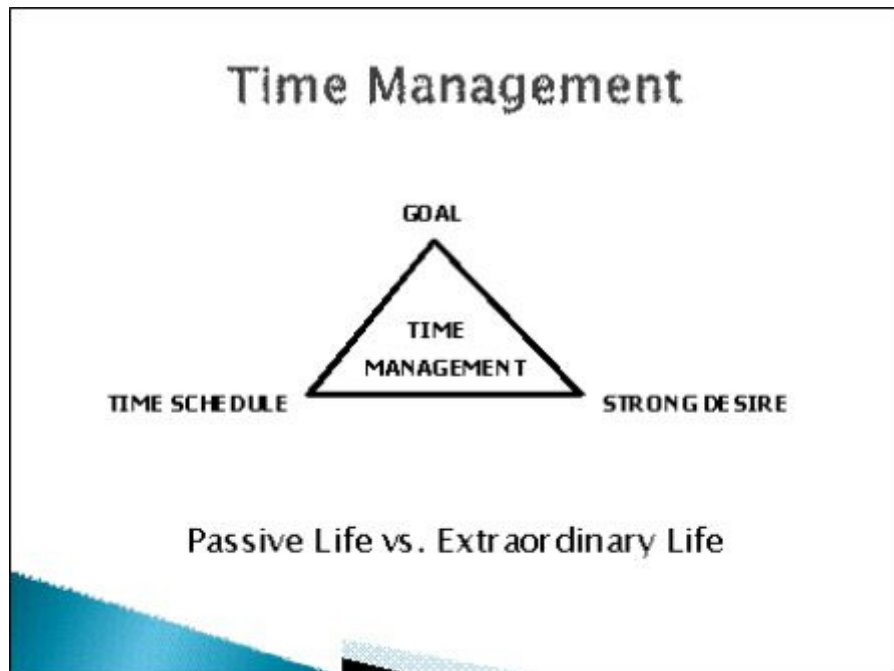 Time Management
GOAL
TIME
MANAGEMENT
TIME SCHEDULE
STRONG DESIRE
Passive Life vs. Extraordinary Life